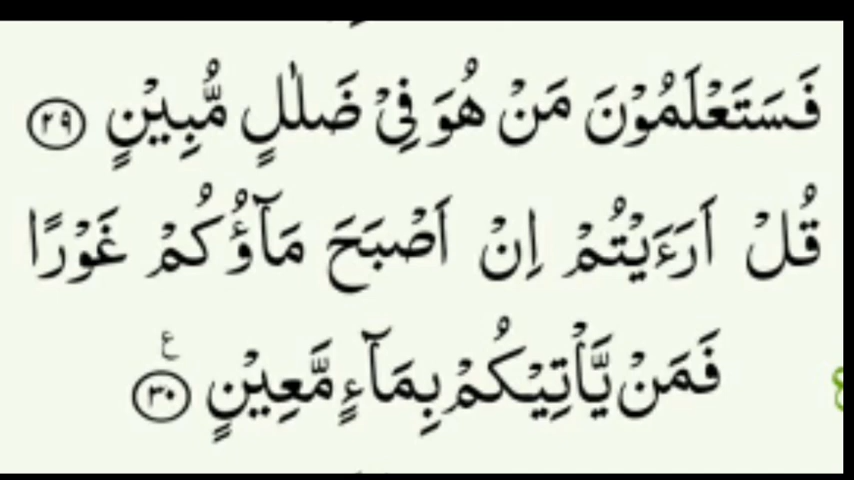 فَسَتَعْلَمُوْنَ مَنْ هُوَ فِیْ ضَلٰلٍ مُّبِیْنٍ ﴿۲۹﴾
قُلْ اَرَءَیْتُمْ اِنْ اَصْبَحَ مَآؤُكُمْ غَوْرًا
فَمَنْ یَّاْتِیْكُمْ بِمَآءٍ مَّعِیْنٍ ﴿۳۰﴾ ع